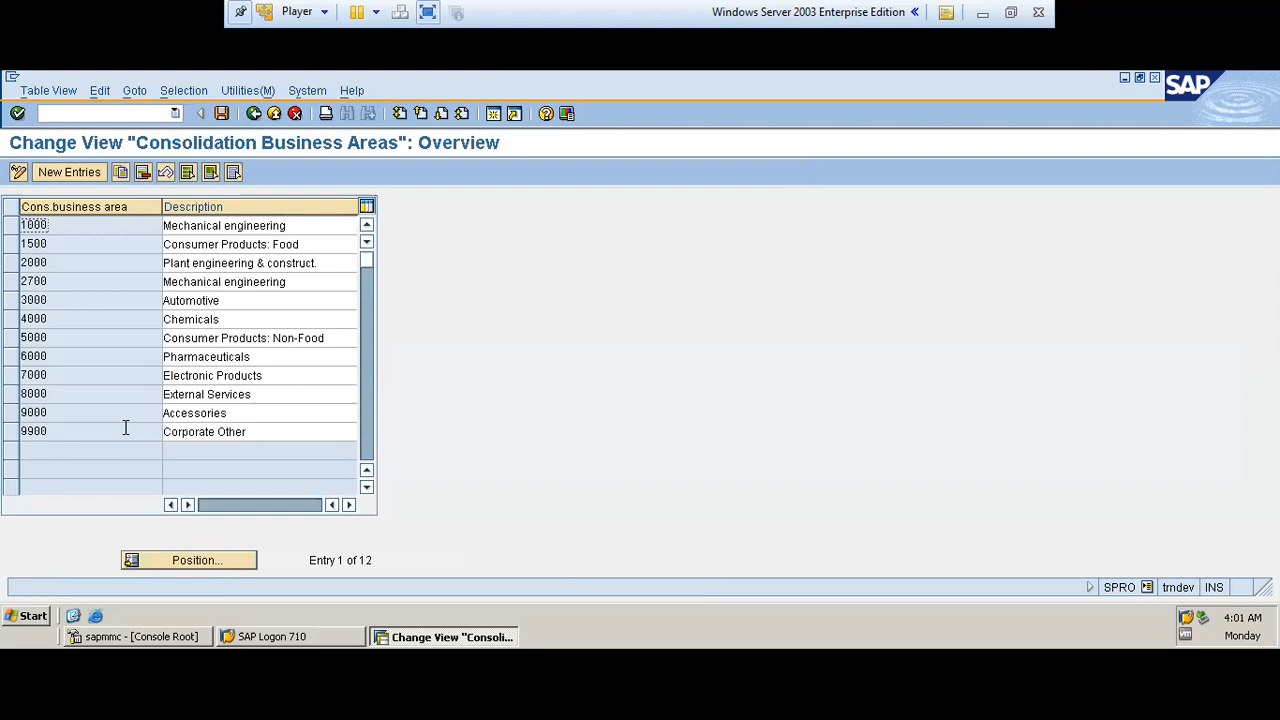 Player
Windows Server 2003 Enterprise Edition
Table View Edit Goto Selection Utilities(M) System Help
SAP
Change View "Consolidation Business Areas": Overview
New Entries
Cons.business area Description
1000 Mechanical engineering
1500 Consumer Products: Food
2000 Plant engineering & construct.
2700 Mechanical engineering
3000 Automotive
4000 Chemicals
5000 Consumer Products: Non-Food
6000 Pharmaceuticals
7000 Electronic Products
8000 External Services
9000 Accessories
9900 Corporate Other
Position... Entry 1 of 12
SPRO trndev INS
Start
4:01 AM
sapmmc - [Console Root] SAP Logon 710 Change View "Consoli...
Monday